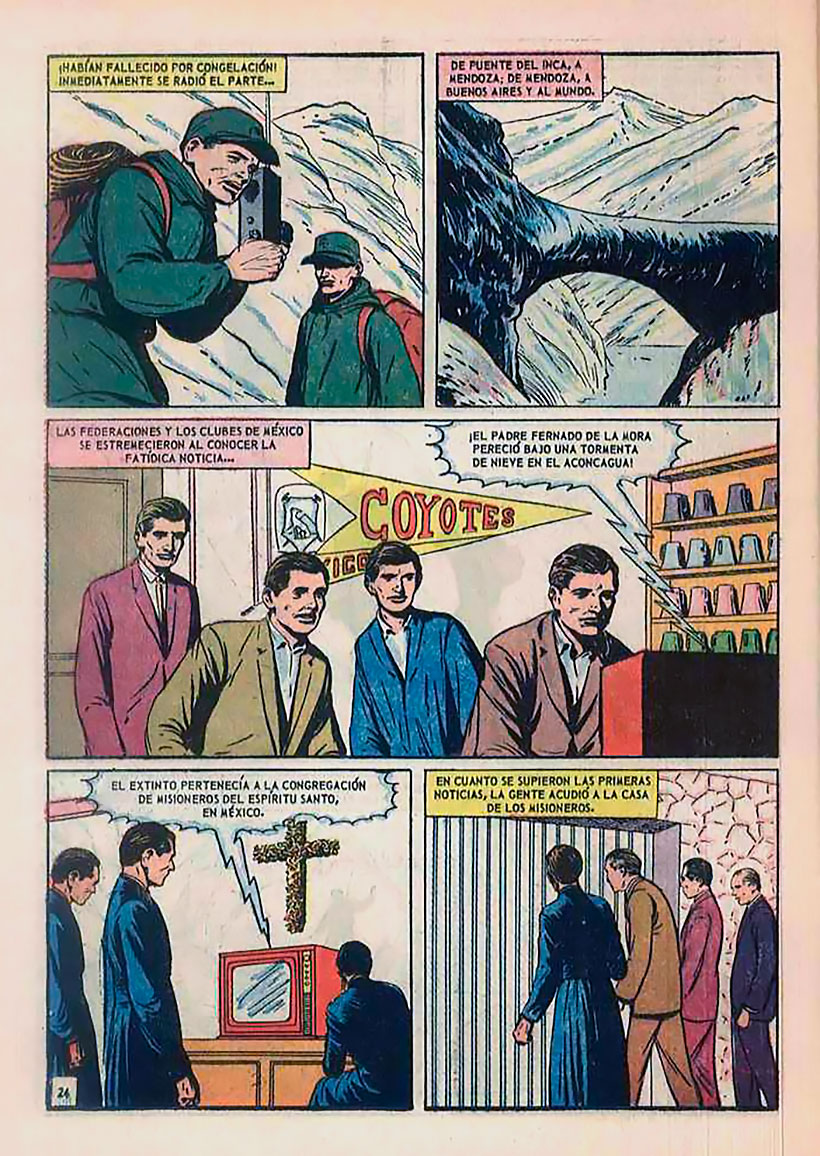 ¡HABÍAN FALLECIDO POR CONGELACIÓN!
INMEDIATAMENTE SE RADIÓ EL PARTE...
DE PUENTE DEL INCA, A
MENDOZA; DE MENDOZA, A
BUENOS AIRES Y AL MUNDO.
LAS FEDERACIONES Y LOS CLUBES DE MÉXICO
SE ESTREMECIERON AL CONOCER LA
FATÍDICA NOTICIA...
¡EL PADRE FERNADO DE LA MORA
PERECIÓ BAJO UNA TORMENTA
DE NIEVE EN EL ACONCAGUA!
COYOTES
XICO
EL EXTINTO PERTENECÍA A LA CONGREGACIÓN
DE MISIONEROS DEL ESPÍRITU SANTO,
EN MÉXICO.
EN CUANTO SE SUPIERON LAS PRIMERAS
NOTICIAS, LA GENTE ACUDIÓ A LA CASA
DE LOS MISIONEROS.